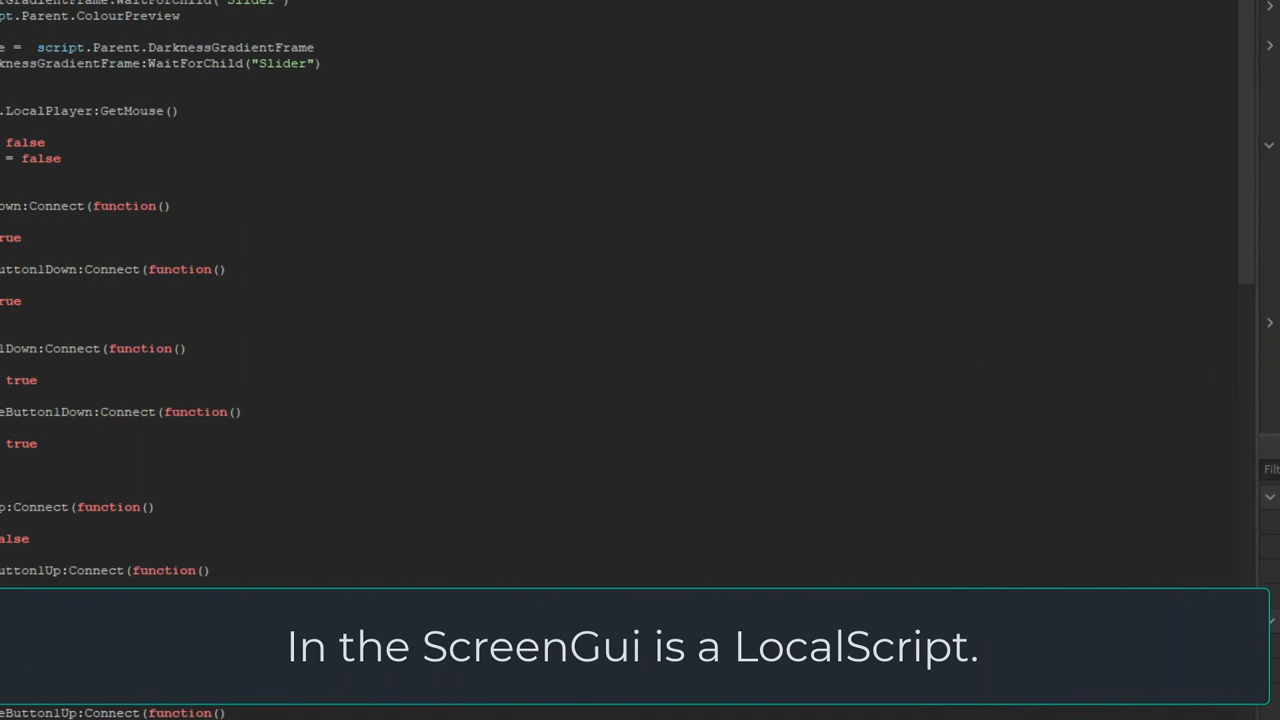 rGradientFrame:WaitForChild("Slider")
pt.Parent.ColourPreview
e = script.Parent.DarknessGradientFrame
knessGradientFrame:WaitForChild("Slider")
.LocalPlayer:GetMouse()
false
= false
own:Connect(function()
rue
utton1Down:Connect(function()
rue
1Down:Connect(function()
true
eButton1Down:Connect(function()
true
p:Connect(function()
alse
utton1Up:Connect(function()
Filt
In the ScreenGui is a LocalScript.
eButton1Up:Connect(function()